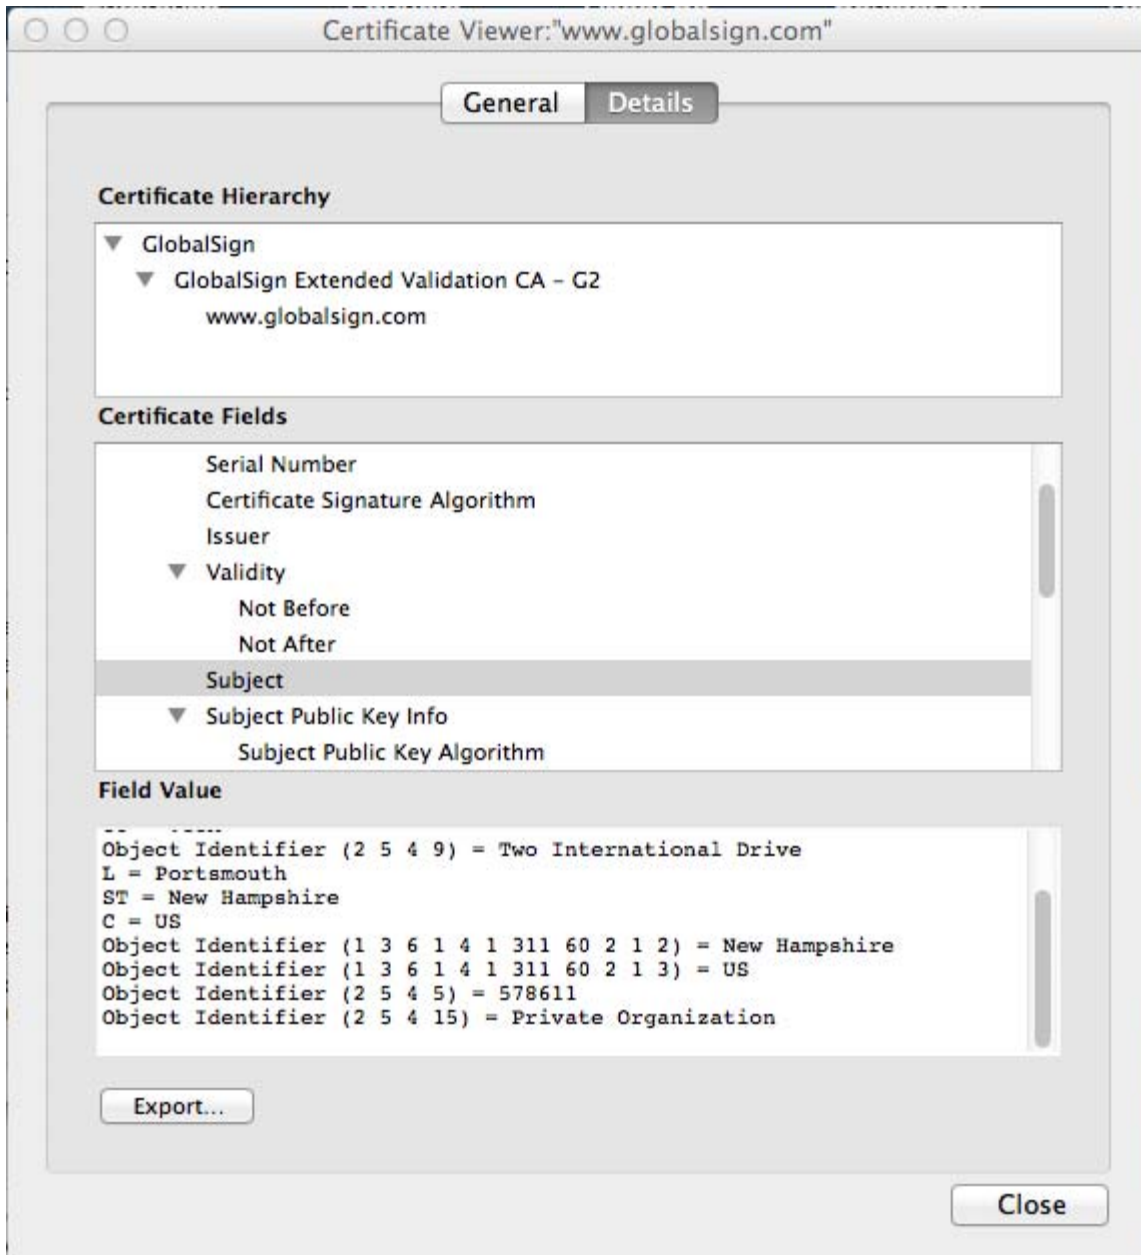 Certificate Viewer:"www.globalsign.com"
General
Details
Certificate Hierarchy
GlobalSign
GlobalSign Extended Validation CA - G2
www.globalsign.com
Certificate Fields
Serial Number
Certificate Signature Algorithm
Issuer
Validity
Not Before
Not After
Subject
Subject Public Key Info
Subject Public Key Algorithm
Field Value
Object Identifier (2 5 4 9) = Two International Drive
L = Portsmouth
ST = New Hampshire
C = US
Object Identifier (1 3 6 1 4 1 311 60 2 1 2) = New Hampshire
Object Identifier (1 3 6 1 4 1 311 60 2 1 3) = US
Object Identifier (2 5 4 5) = 578611
Object Identifier (2 5 4 15) = Private Organization
Export...
Close